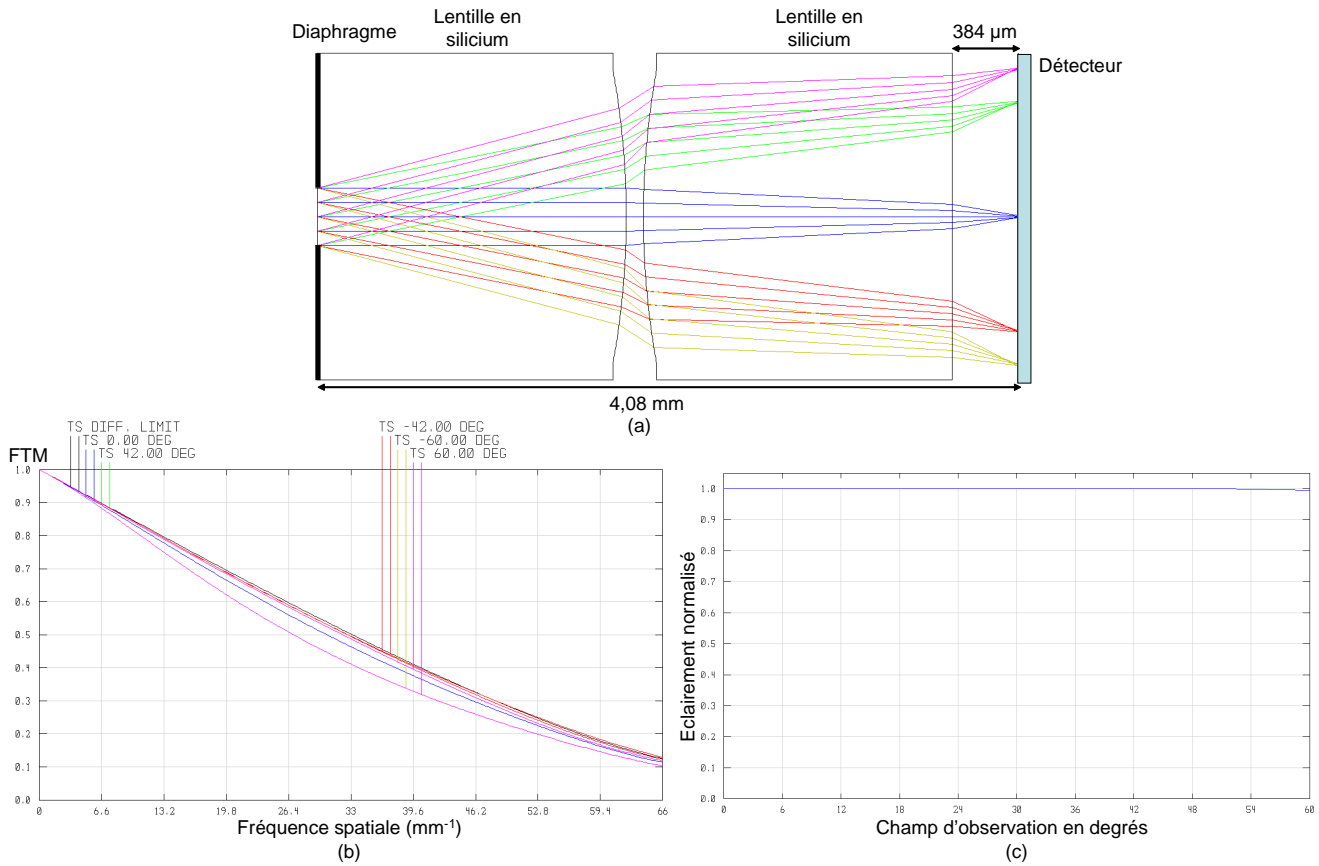 Diaphragme
Lentille en
silicium
Lentille en
silicium
384 µm
Détecteur
4,08 mm
(a)
TS DIFF. LIMIT
TS 0.00 DEG
TS 42.00 DEG
TS -42.00 DEG
TS -60.00 DEG
TS 60.00 DEG
FTM
1.0
0.9
0.8
0.7
0.6
0.5
0.4
0.3
0.2
0.1
0.0
0 6.6 13.2 19.8 26.4 33 39.6 46.2 52.8 59.4 66
Fréquence spatiale (mm-1)
(b)
Eclairement normalisé
1.0
0.9
0.8
0.7
0.6
0.5
0.4
0.3
0.2
0.1
0.0
0 6 12 18 24 30 36 42 48 54 60
Champ d'observation en degrés
(c)